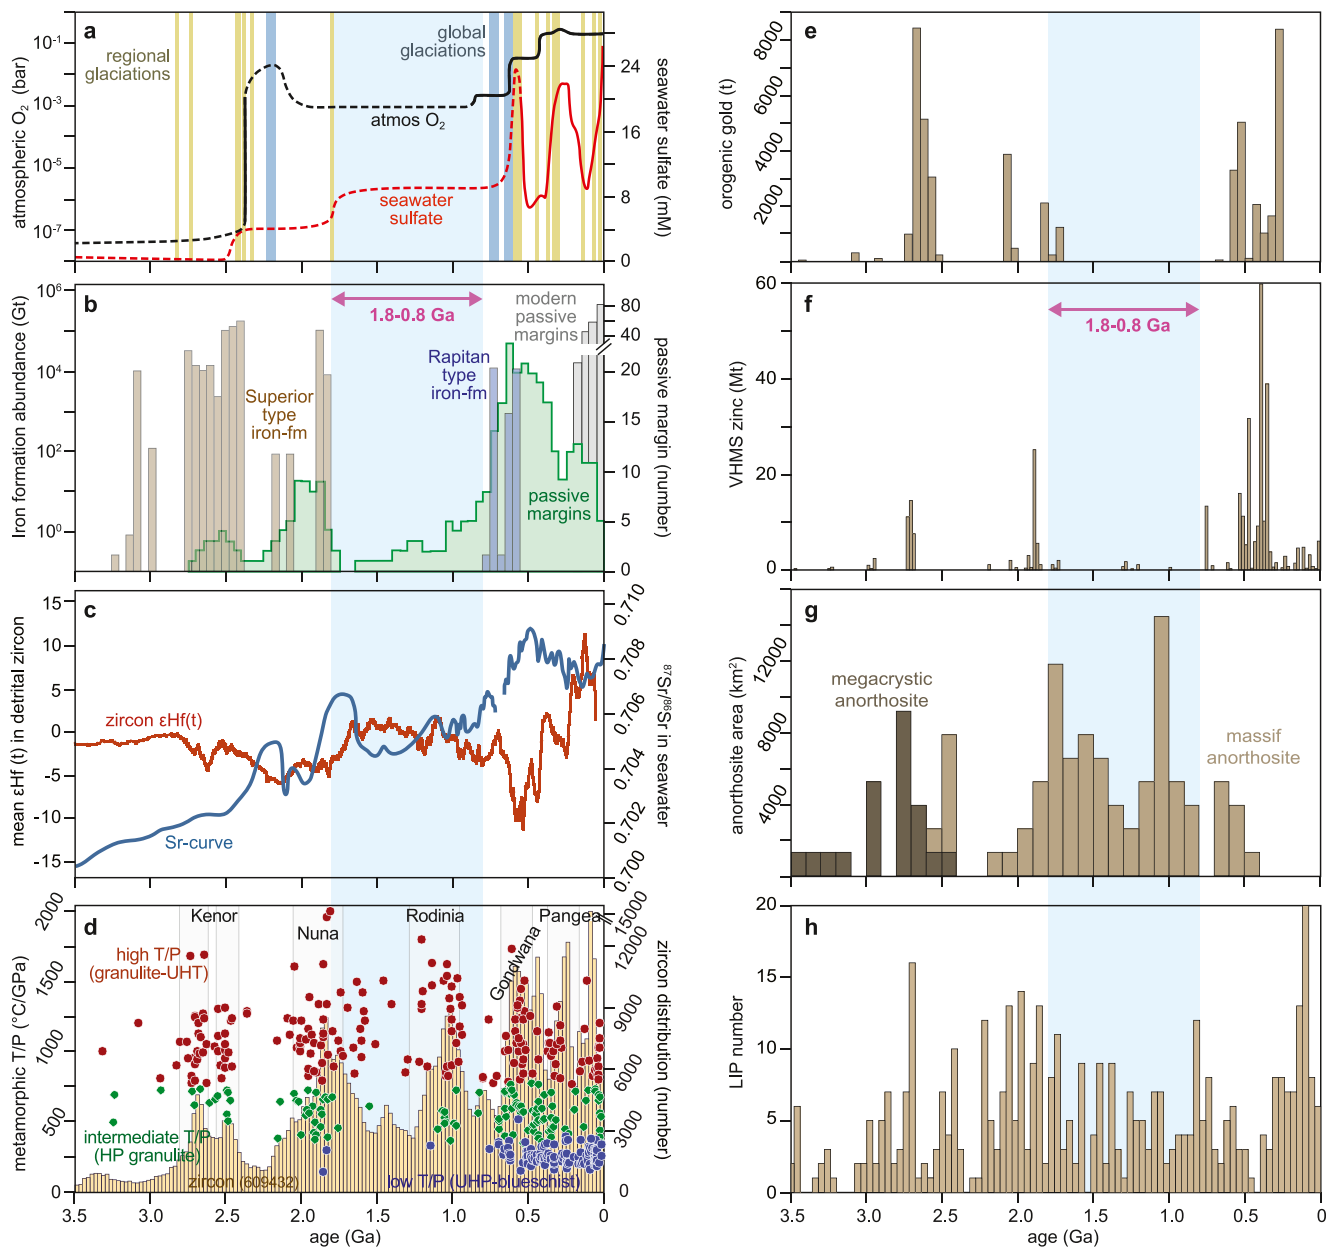 a
regional
glaciations
global
glaciations
atmos O2
seawater
sulfate
atmospheric O2 (bar)
10-1
10-3
10-5
10-7
seawater sulfate (mM)
24
16
8
0
b
1.8-0.8 Ga
modern
passive
margins
Rapitan
type
iron-fm
Superior
type
iron-fm
passive
margins
Iron formation abundance (Gt)
10⁶
10⁴
10²
10⁰
passive margin (number)
80
40
20
15
10
5
0
c
zircon εHf(t)
Sr-curve
mean εHf (t) in detrital zircon
10
5
0
-5
-10
-15
⁸⁷Sr/⁸⁶Sr in seawater
0.710
0.708
0.706
0.704
0.702
0.700
d
Kenor
Nuna
Rodinia
Gondwana
Pangea
high T/P
(granulite-UHT)
intermediate T/P
(HP granulite)
zircon (609432)
low T/P (UHP-blueschist)
metamorphic T/P (°C/GPa)
2000
1500
1000
500
0
zircon distribution (number)
15000
12000
9000
6000
3000
0
3.5 3.0 2.5 2.0 1.5 1.0 0.5 0
age (Ga)
e
orogenic gold (t)
8000
6000
4000
2000
f
1.8-0.8 Ga
VHMS zinc (Mt)
60
40
20
0
g
megacrystic
anorthosite
massif
anorthosite
anorthosite area (km²)
12000
8000
4000
h
LIP number
20
15
10
5
0
3.5 3.0 2.5 2.0 1.5 1.0 0.5 0
age (Ga)